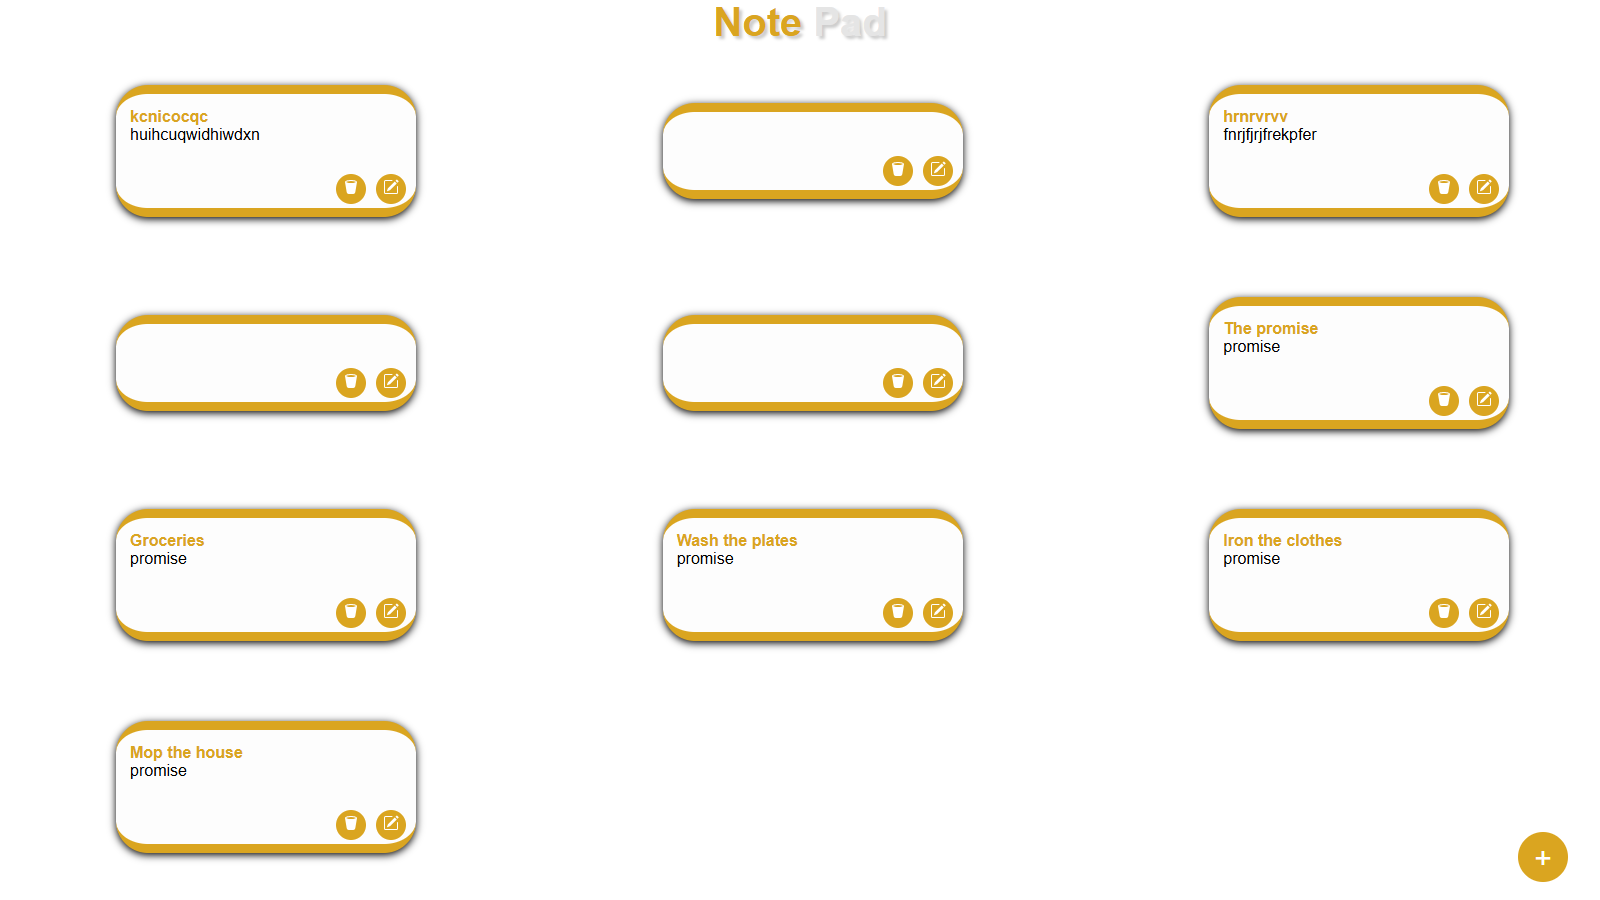 Note Pad
kcnicocqc
huihcuqwidhiwdxn
hrnrvrvv
fnrjfjrjfrekpfer
The promise
promise
Groceries
promise
Wash the plates
promise
Iron the clothes
promise
Mop the house
promise
+